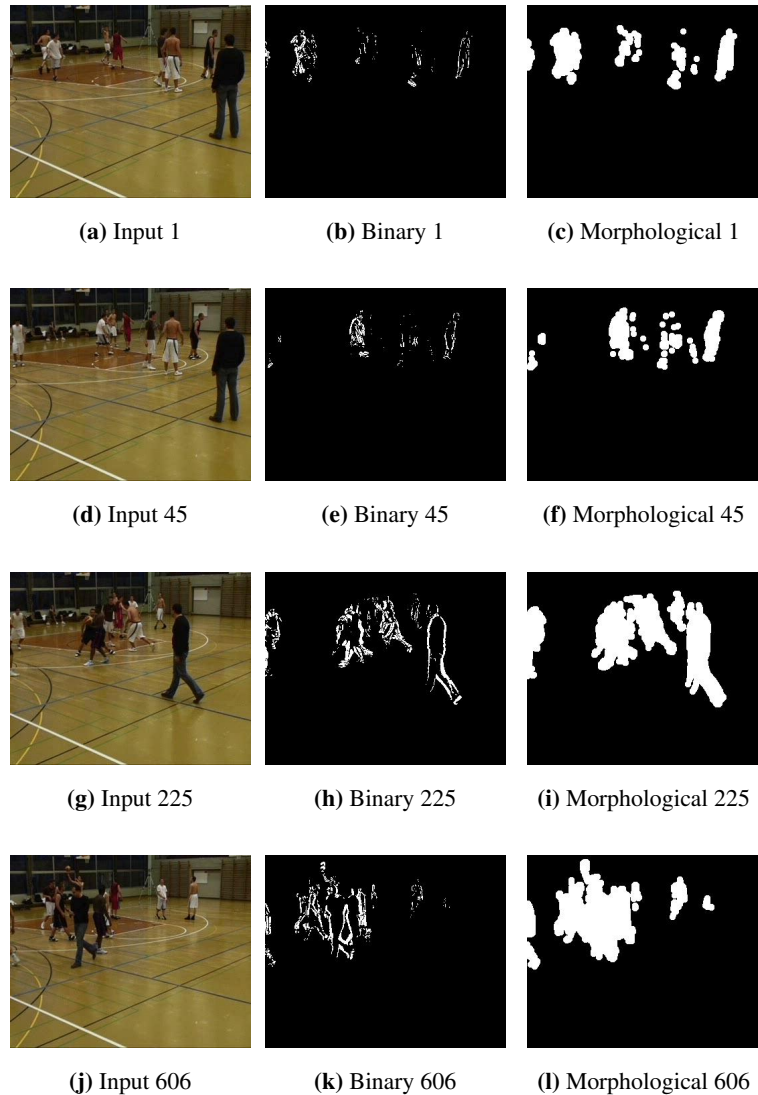 (a) Input 1
(b) Binary 1
(c) Morphological 1
(d) Input 45
(e) Binary 45
(f) Morphological 45
(g) Input 225
(h) Binary 225
(i) Morphological 225
(j) Input 606
(k) Binary 606
(l) Morphological 606